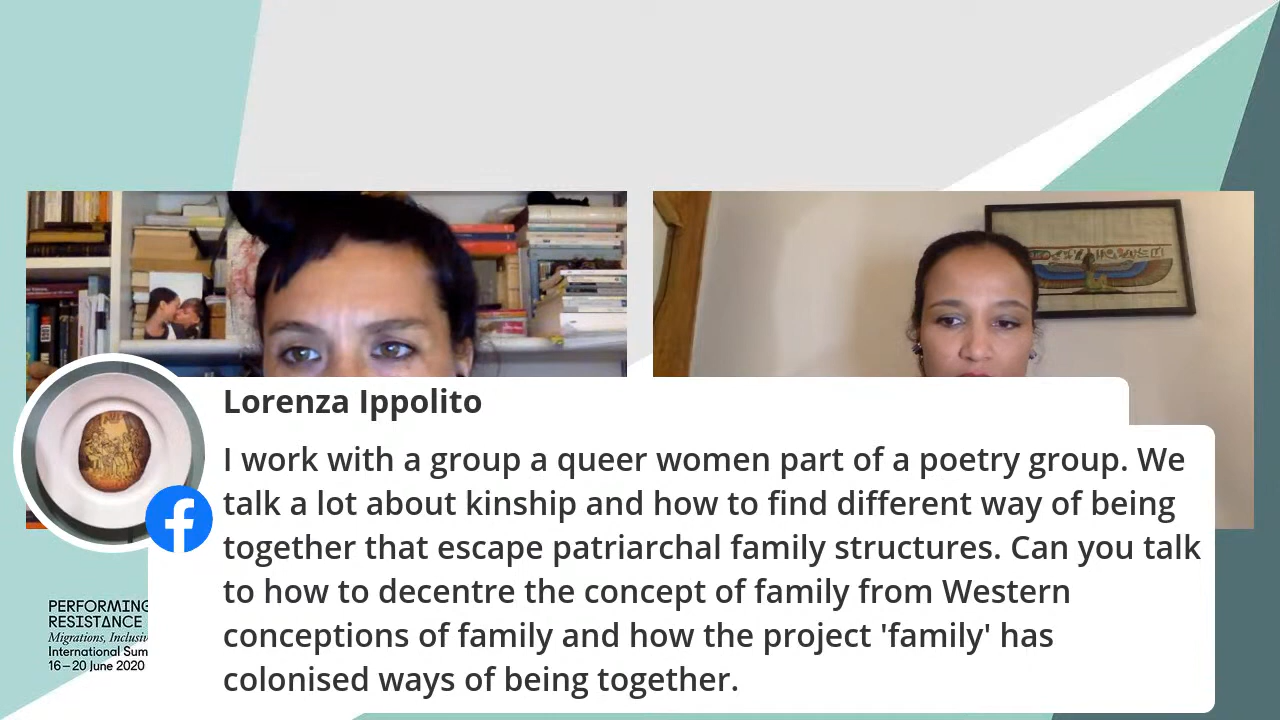 Lorenza Ippolito
I work with a group a queer women part of a poetry group. We
talk a lot about kinship and how to find different way of being
together that escape patriarchal family structures. Can you talk
to how to decentre the concept of family from Western
conceptions of family and how the project 'family' has
colonised ways of being together.
PERFORMING
RESISTANCE
Migrations,
International
16–20 June 2020